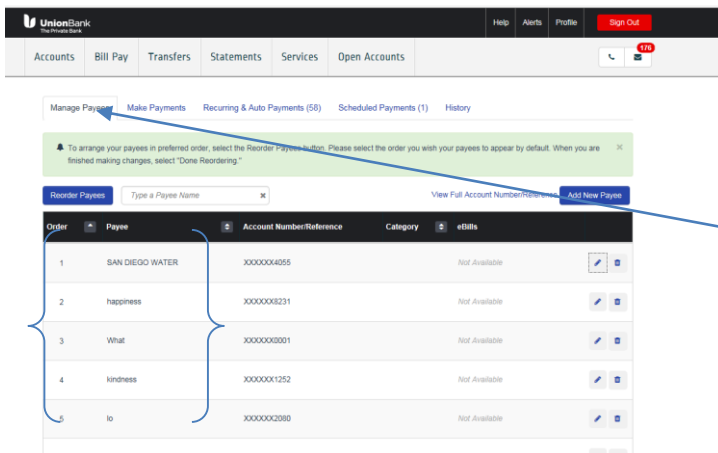 UnionBank
The Private Bank
Help Alerts Profile Sign Out
Accounts Bill Pay Transfers Statements Services Open Accounts 176
Manage Payees Make Payments Recurring & Auto Payments (58) Scheduled Payments (1) History
To arrange your payees in preferred order, select the Reorder Payees button. Please select the order you wish your payees to appear by default. When you are
finished making changes, select "Done Reordering."
Reorder Payees Type a Payee Name View Full Account Number/Reference Add New Payee
Order Payee Account Number/Reference Category eBills
1 SAN DIEGO WATER XXXXXX4055 Not Available
2 happiness XXXXXX8231 Not Available
3 What XXXXXX0001 Not Available
4 kindness XXXXXX1252 Not Available
5 lo XXXXXX2080 Not Available